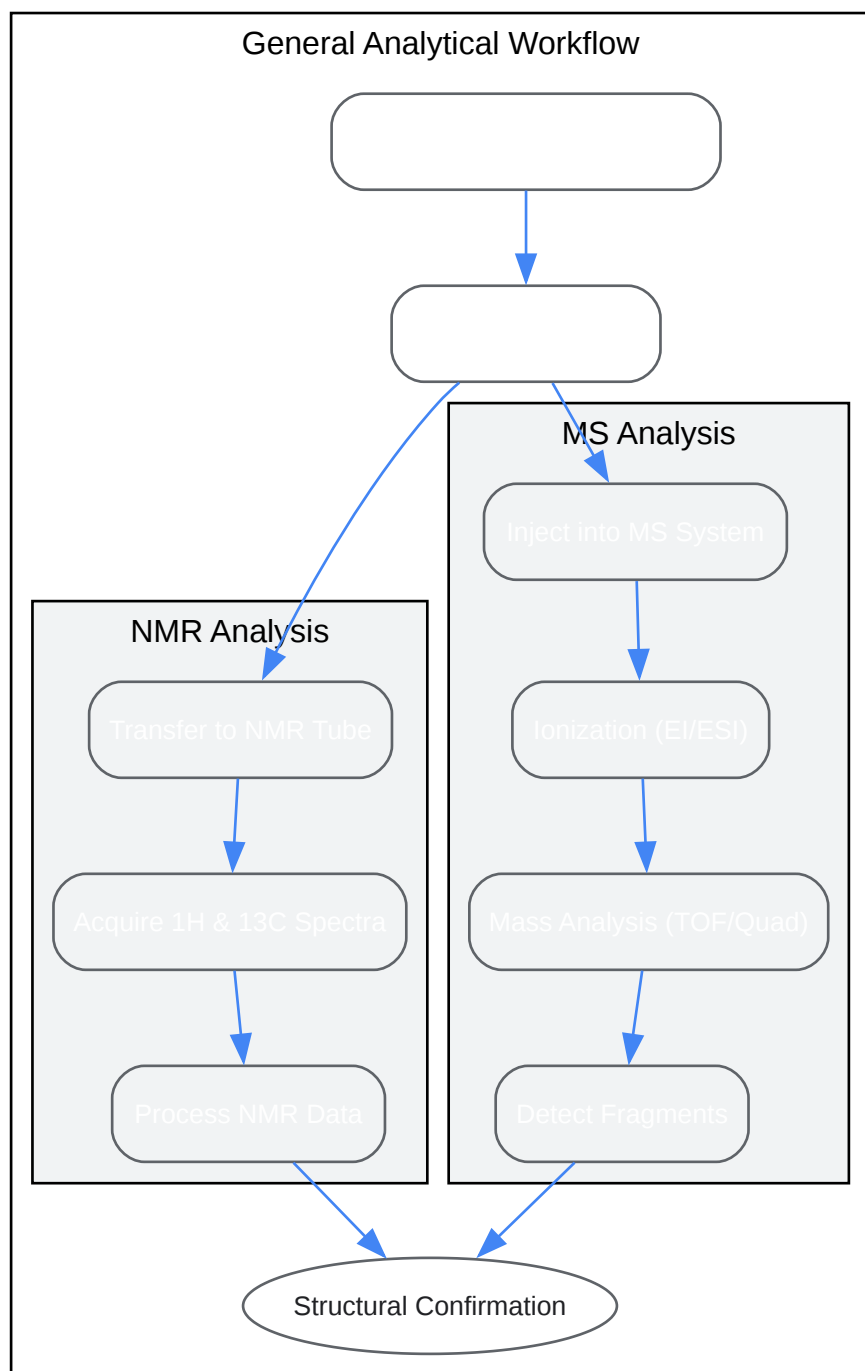 General Analytical Workflow
MS Analysis
Inject into MS System
NMR Analysis
Transfer to NMR Tube
Ionization (EI/ESI)
Acquire 1H & 13C Spectra
Mass Analysis (TOF/Quad)
Process NMR Data
Detect Fragments
Structural Confirmation